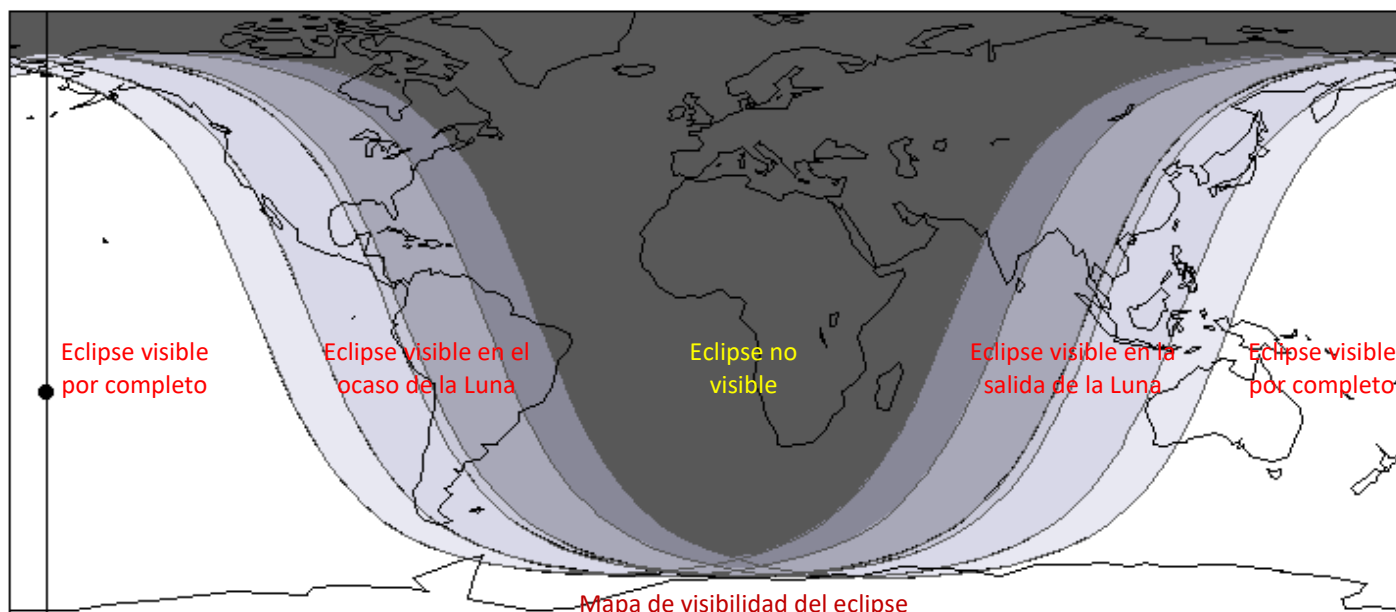 Eclipse visible
por completo
Eclipse visible en el
ocaso de la Luna
Eclipse no
visible
Eclipse visible en la
salida de la Luna
Eclipse visible
por completo
Mapa de visibilidad del eclipse